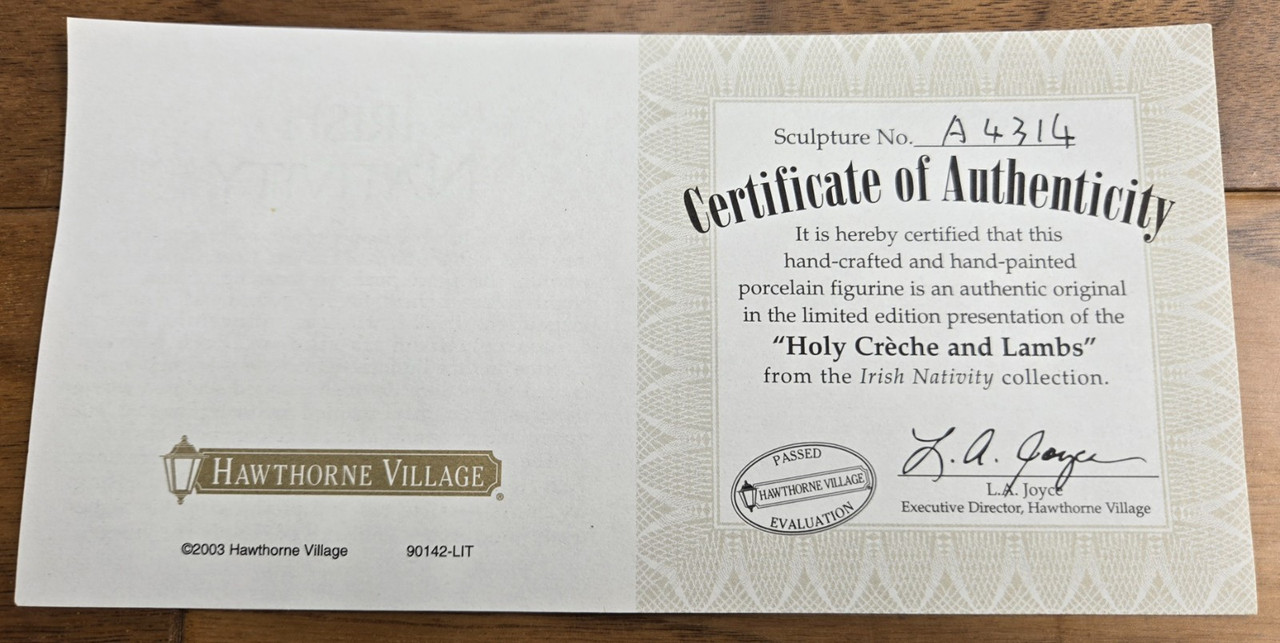 HAWTHORNE VILLAGE
©2003 Hawthorne Village 90142-LIT
Sculpture No. A4314
Certificate of Authenticity
It is hereby certified that this
hand-crafted and hand-painted
porcelain figurine is an authentic original
in the limited edition presentation of the
“Holy Crèche and Lambs”
from the Irish Nativity collection.
PASSED
HAWTHORNE VILLAGE
EVALUATION
L. A. Joyce
L.A. Joyce
Executive Director, Hawthorne Village